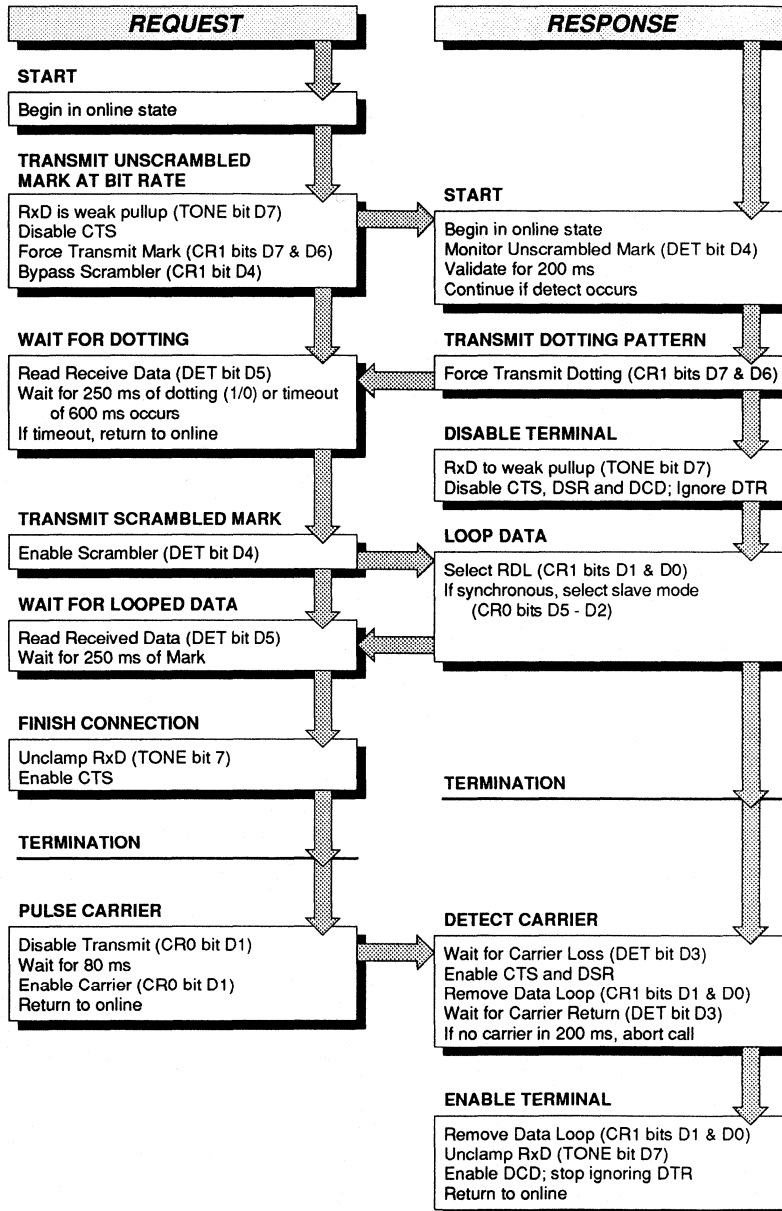 REQUEST
START
Begin in online state
TRANSMIT UNSCRAMBLED
MARK AT BIT RATE
RxD is weak pullup (TONE bit D7)
Disable CTS
Force Transmit Mark (CR1 bits D7 & D6)
Bypass Scrambler (CR1 bit D4)
WAIT FOR DOTTING
Read Receive Data (DET bit D5)
Wait for 250 ms of dotting (1/0) or timeout
of 600 ms occurs
If timeout, return to online
TRANSMIT SCRAMBLED MARK
Enable Scrambler (DET bit D4)
WAIT FOR LOOPED DATA
Read Received Data (DET bit D5)
Wait for 250 ms of Mark
FINISH CONNECTION
Unclamp RxD (TONE bit 7)
Enable CTS
TERMINATION
PULSE CARRIER
Disable Transmit (CR0 bit D1)
Wait for 80 ms
Enable Carrier (CR0 bit D1)
Return to online
RESPONSE
START
Begin in online state
Monitor Unscrambled Mark (DET bit D4)
Validate for 200 ms
Continue if detect occurs
TRANSMIT DOTTING PATTERN
Force Transmit Dotting (CR1 bits D7 & D6)
DISABLE TERMINAL
RxD to weak pullup (TONE bit D7)
Disable CTS, DSR and DCD; Ignore DTR
LOOP DATA
Select RDL (CR1 bits D1 & D0)
If synchronous, select slave mode
(CR0 bits D5 - D2)
TERMINATION
DETECT CARRIER
Wait for Carrier Loss (DET bit D3)
Enable CTS and DSR
Remove Data Loop (CR1 bits D1 & D0)
Wait for Carrier Return (DET bit D3)
If no carrier in 200 ms, abort call
ENABLE TERMINAL
Remove Data Loop (CR1 bits D1 & D0)
Unclamp RxD (TONE bit D7)
Enable DCD; stop ignoring DTR
Return to online